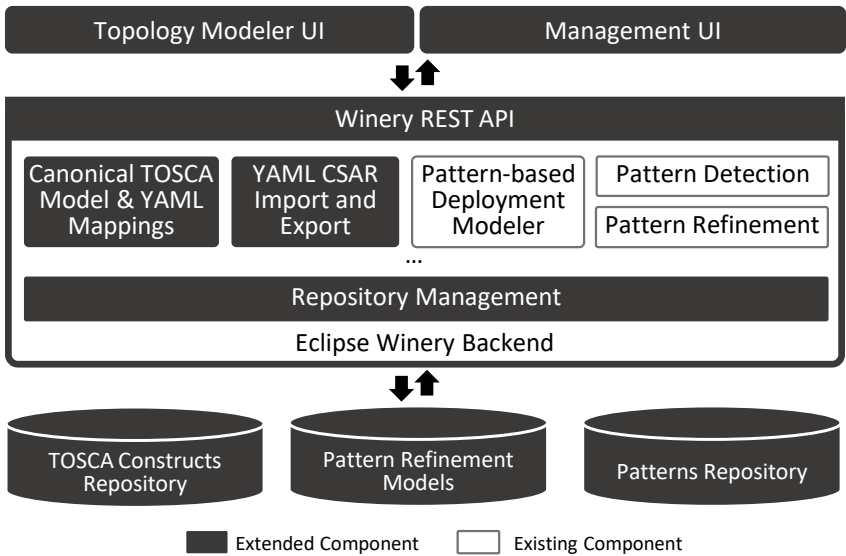 Topology Modeler UI
Management UI
Winery REST API
Canonical TOSCA
Model & YAML
Mappings
YAML CSAR
Import and
Export
Pattern-based
Deployment
Modeler
Pattern Detection
Pattern Refinement
...
Repository Management
Eclipse Winery Backend
TOSCA Constructs
Repository
Pattern Refinement
Models
Patterns Repository
Extended Component
Existing Component